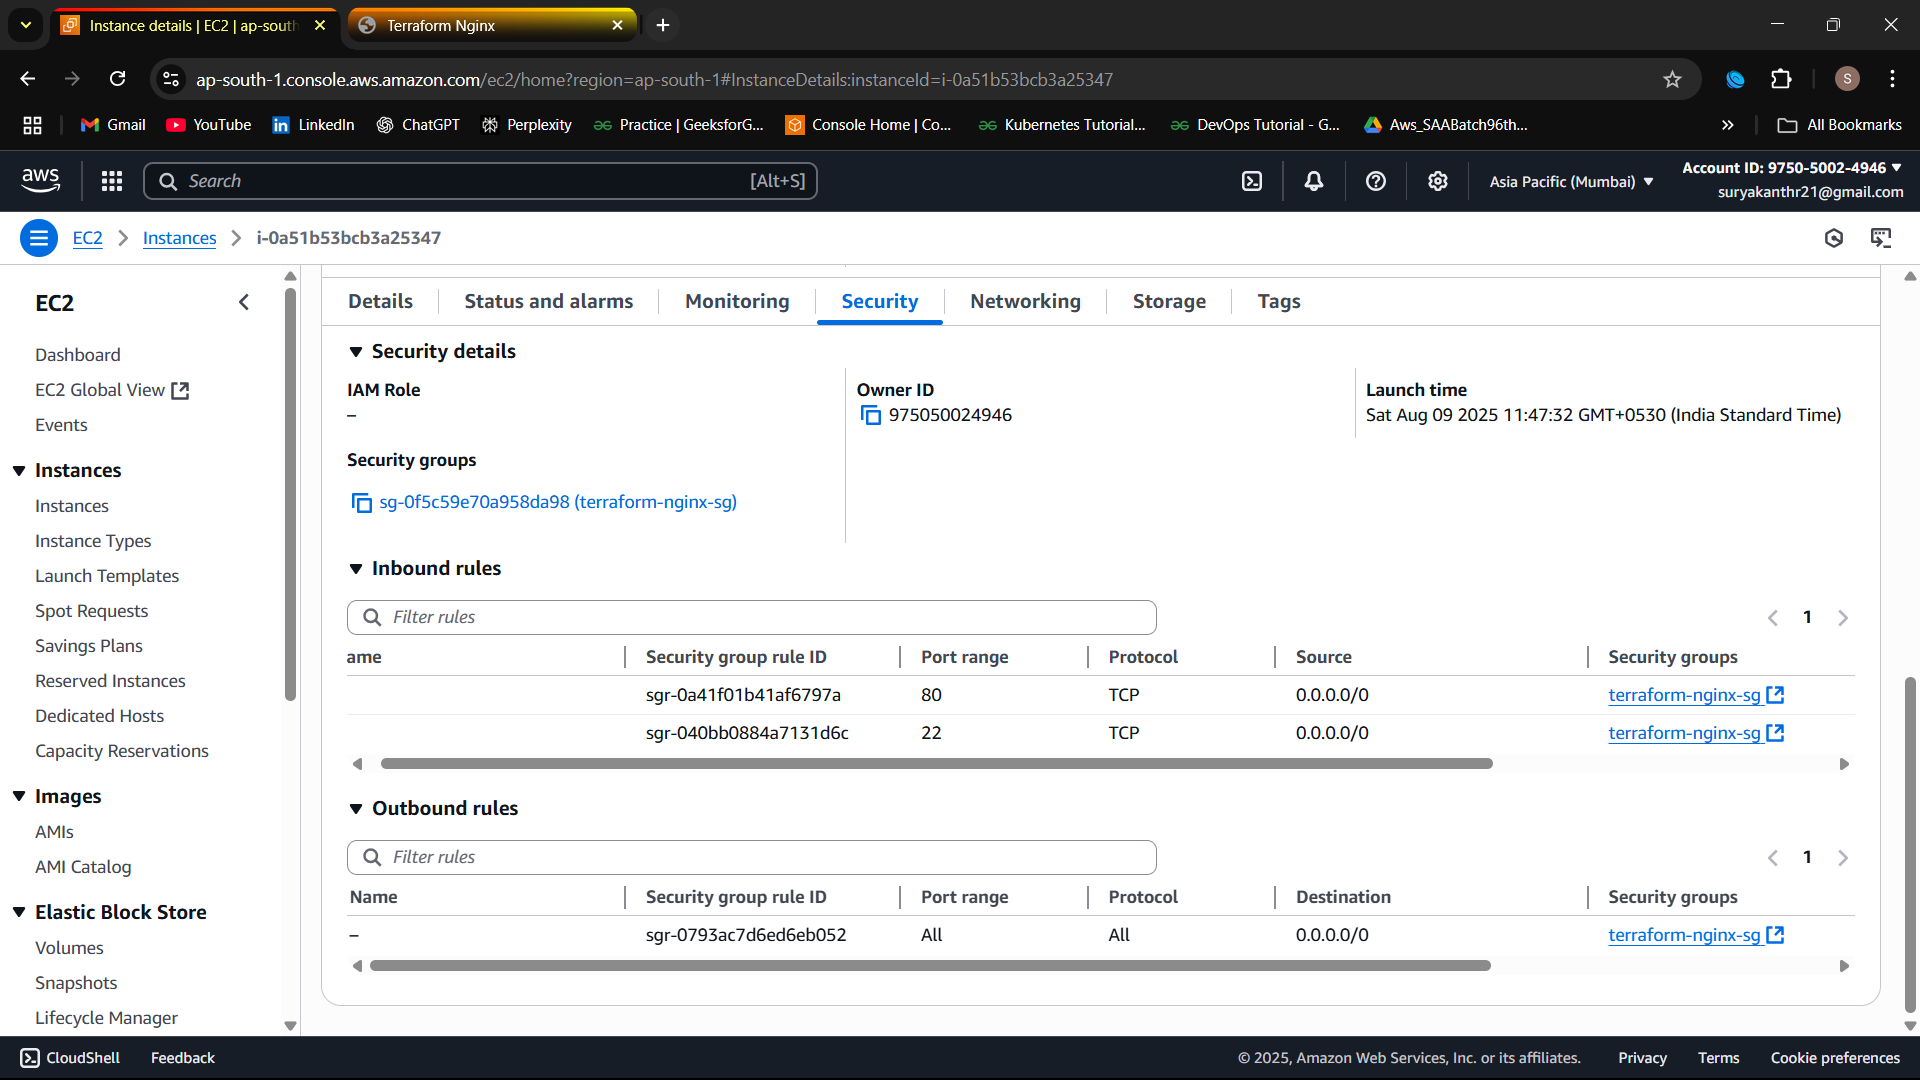 Instance details | EC2 | ap-south
Terraform Nginx
ap-south-1.console.aws.amazon.com/ec2/home?region=ap-south-1#InstanceDetails:instanceId=i-0a51b53bcb3a25347
S
Gmail
YouTube
LinkedIn
ChatGPT
Perplexity
Practice | GeeksforG...
Console Home | Co...
Kubernetes Tutorial...
DevOps Tutorial - G...
Aws_SAABatch96th...
All Bookmarks
aws
Search
[Alt+S]
Asia Pacific (Mumbai)
Account ID: 9750-5002-4946
suryakanthr21@gmail.com
EC2
Instances
i-0a51b53bcb3a25347
EC2
Dashboard
EC2 Global View
Events
Instances
Instances
Instance Types
Launch Templates
Spot Requests
Savings Plans
Reserved Instances
Dedicated Hosts
Capacity Reservations
Images
AMIs
AMI Catalog
Elastic Block Store
Volumes
Snapshots
Lifecycle Manager
Details
Status and alarms
Monitoring
Security
Networking
Storage
Tags
Security details
IAM Role
–
Owner ID
975050024946
Launch time
Sat Aug 09 2025 11:47:32 GMT+0530 (India Standard Time)
Security groups
sg-0f5c59e70a958da98 (terraform-nginx-sg)
Inbound rules
Filter rules
1
ame Security group rule ID Port range Protocol Source Security groups
sgr-0a41f01b41af6797a 80 TCP 0.0.0.0/0 terraform-nginx-sg
sgr-040bb0884a7131d6c 22 TCP 0.0.0.0/0 terraform-nginx-sg
Outbound rules
Filter rules
1
Name Security group rule ID Port range Protocol Destination Security groups
– sgr-0793ac7d6ed6eb052 All All 0.0.0.0/0 terraform-nginx-sg
CloudShell
Feedback
© 2025, Amazon Web Services, Inc. or its affiliates.
Privacy
Terms
Cookie preferences